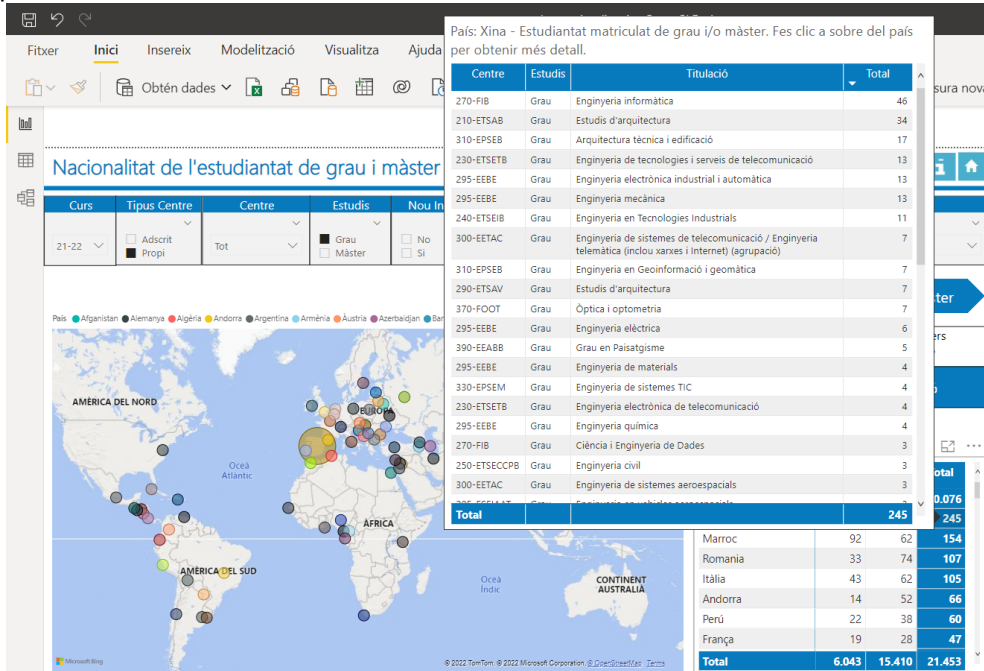 Fitxer Inici Insereix Modelització Visualitza Ajuda
Obtén dades
sura nova
País: Xina - Estudiantat matriculat de grau i/o màster. Fes clic a sobre del país
per obtenir més detall.
Centre Estudis Titulació Total
270-FIB Grau Enginyeria informàtica 46
210-ETSAB Grau Estudis d'arquitectura 34
310-EPSEB Grau Arquitectura tècnica i edificació 17
230-ETSETB Grau Enginyeria de tecnologies i serveis de telecomunicació 13
295-EEBE Grau Enginyeria electrònica industrial i automàtica 13
295-EEBE Grau Enginyeria mecànica 13
240-ETSEIB Grau Enginyeria en Tecnologies Industrials 11
300-EETAC Grau Enginyeria de sistemes de telecomunicació / Enginyeria
telemàtica (inclou xarxes i Internet) (agrupació) 7
310-EPSEB Grau Enginyeria en Geoinformació i geomàtica 7
290-ETSAV Grau Estudis d'arquitectura 7
370-FOOT Grau Òptica i optometria 7
295-EEBE Grau Enginyeria elèctrica 6
390-EEABB Grau Grau en Paisatgisme 5
295-EEBE Grau Enginyeria de materials 4
330-EPSEM Grau Enginyeria de sistemes TIC 4
230-ETSETB Grau Enginyeria electrònica de telecomunicació 4
295-EEBE Grau Enginyeria química 4
270-FIB Grau Ciència i Enginyeria de Dades 3
250-ETSECCPB Grau Enginyeria civil 3
300-EETAC Grau Enginyeria de sistemes aeroespacials 3
Total 245
Nacionalitat de l'estudiantat de grau i màster
Curs Tipus Centre Centre Estudis Nou In
21-22
Adscrit
Propi
Tot
Grau
Màster
No
Si
ter
ers
País Afganistan Alemanya Algèria Andorra Argentina Armènia Àustria Azerbaidjan Bar
AMÈRICA DEL NORD
EUROPA
Oceà
Atlàntic
ÀFRICA
AMÈRICA DEL SUD
Oceà
Índic
CONTINENT
AUSTRALIÀ
Microsoft Bing
© 2022 TomTom, © 2022 Microsoft Corporation, © OpenStreetMap Terms
otal
0.076
245
Marroc 92 62 154
Romania 33 74 107
Itàlia 43 62 105
Andorra 14 52 66
Perú 22 38 60
França 19 28 47
Total 6.043 15.410 21.453